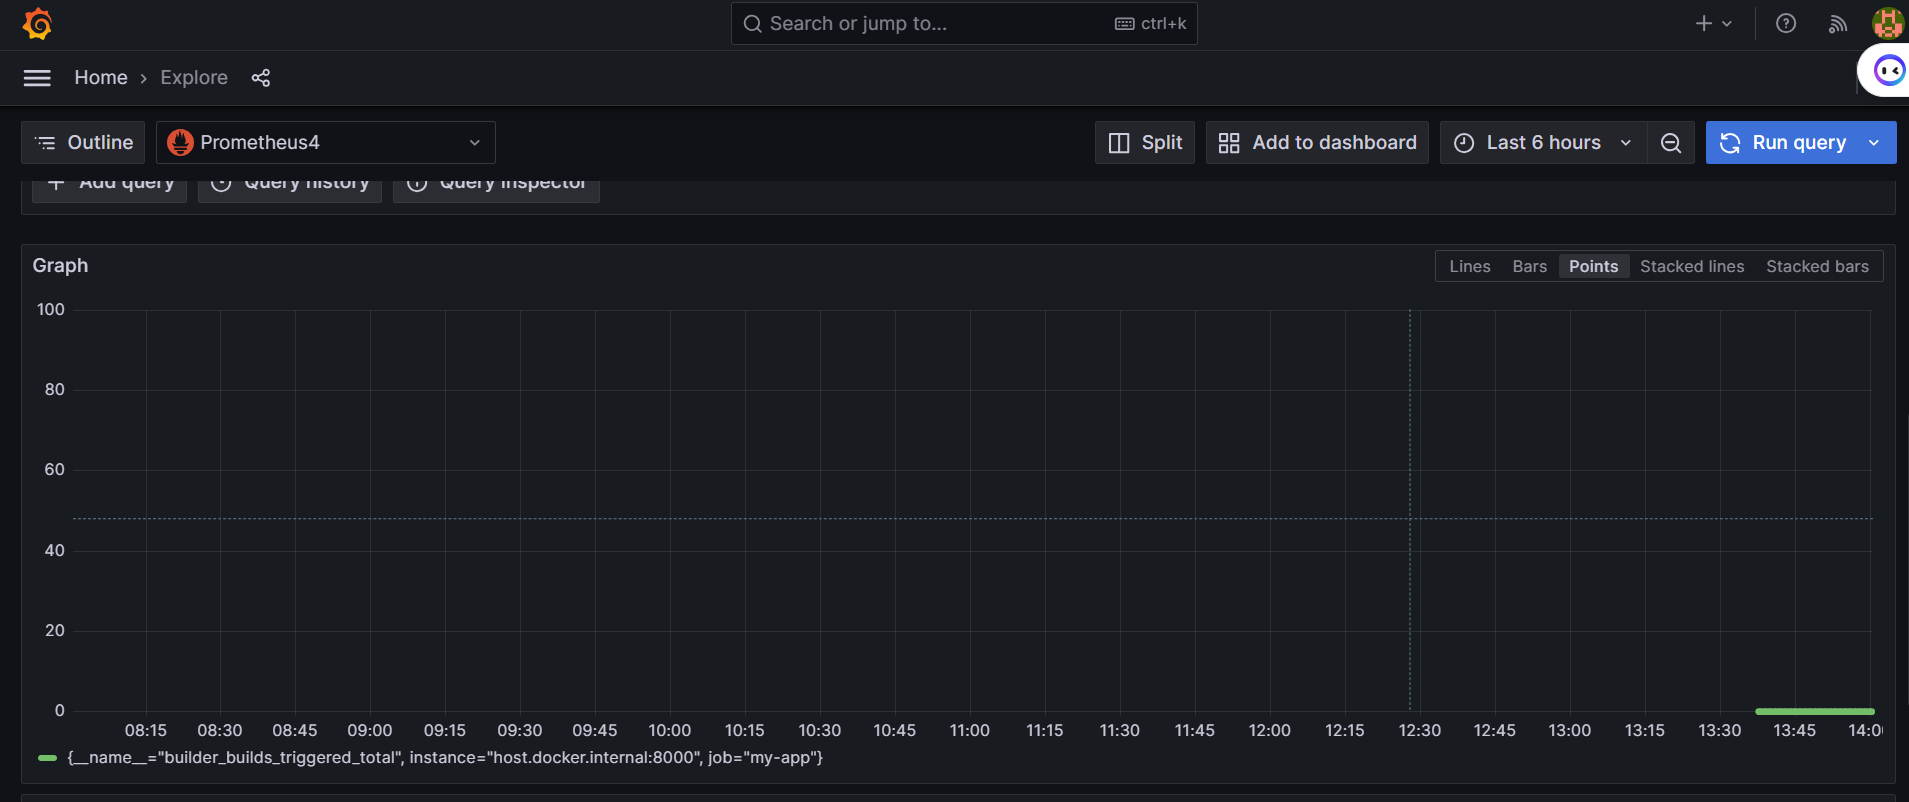 Search or jump to... ctrl+k
Home › Explore
Outline Prometheus4 Split Add to dashboard Last 6 hours Run query
Add query Query history Query inspector
Graph Lines Bars Points Stacked lines Stacked bars
100
80
60
40
20
0
08:15 08:30 08:45 09:00 09:15 09:30 09:45 10:00 10:15 10:30 10:45 11:00 11:15 11:30 11:45 12:00 12:15 12:30 12:45 13:00 13:15 13:30 13:45 14:00
{__name__="builder_builds_triggered_total", instance="host.docker.internal:8000", job="my-app"}